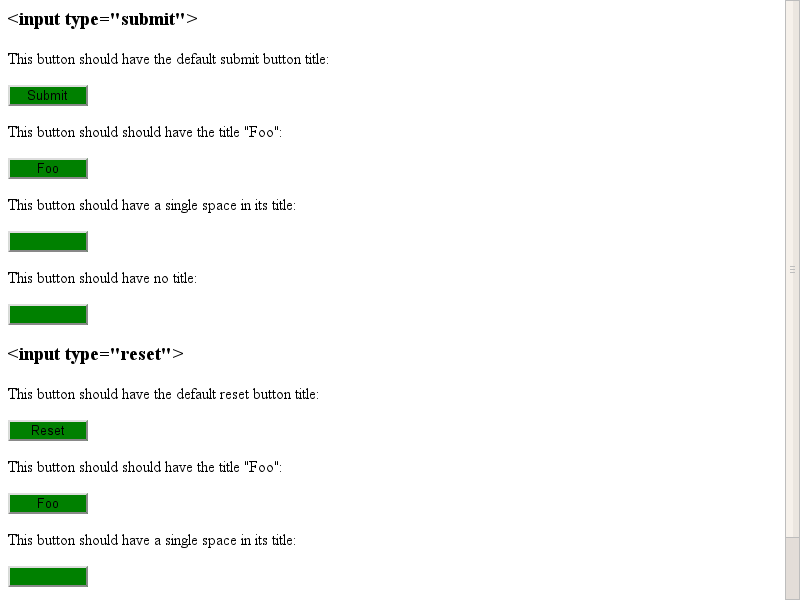 <input type="submit">
This button should have the default submit button title:
Submit
This button should should have the title "Foo":
Foo
This button should have a single space in its title:
This button should have no title:
<input type="reset">
This button should have the default reset button title:
Reset
This button should should have the title "Foo":
Foo
This button should have a single space in its title: